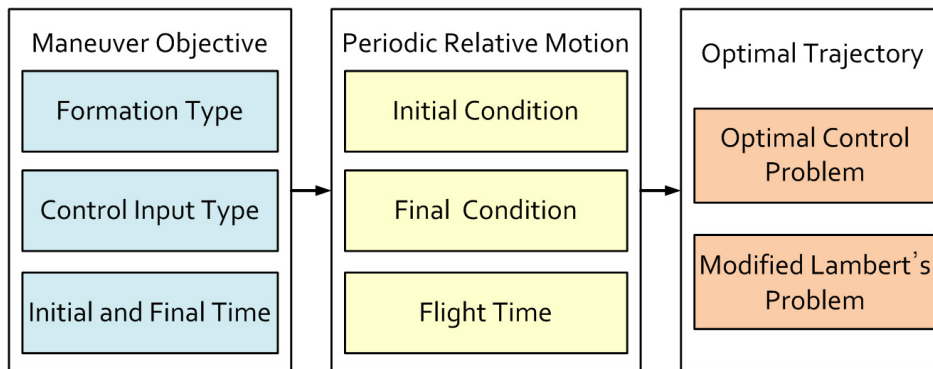 Maneuver Objective
Formation Type
Control Input Type
Initial and Final Time
Periodic Relative Motion
Initial Condition
Final Condition
Flight Time
Optimal Trajectory
Optimal Control
Problem
Modified Lambert's
Problem